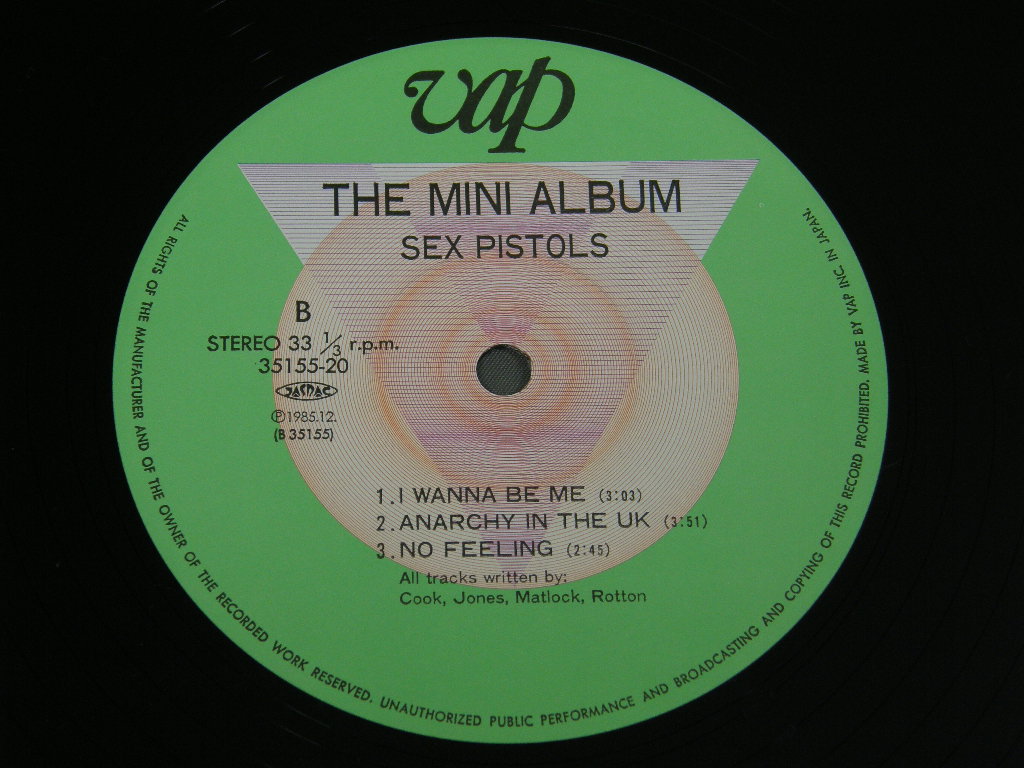 vap
THE MINI ALBUM
SEX PISTOLS
B
STEREO 33 1/3 r.p.m.
35155-20
JASRAC
Ⓟ1985.12.
(B 35155)
1. I WANNA BE ME (3:03)
2. ANARCHY IN THE UK (3:51)
3. NO FEELING (2:45)
All tracks written by:
Cook, Jones, Matlock, Rotton
ALL RIGHTS OF THE MANUFACTURER AND OF THE OWNER OF THE RECORDED WORK RESERVED. UNAUTHORIZED PUBLIC PERFORMANCE AND BROADCASTING AND COPYING OF THIS RECORD PROHIBITED. MADE BY VAP INC. IN JAPAN.